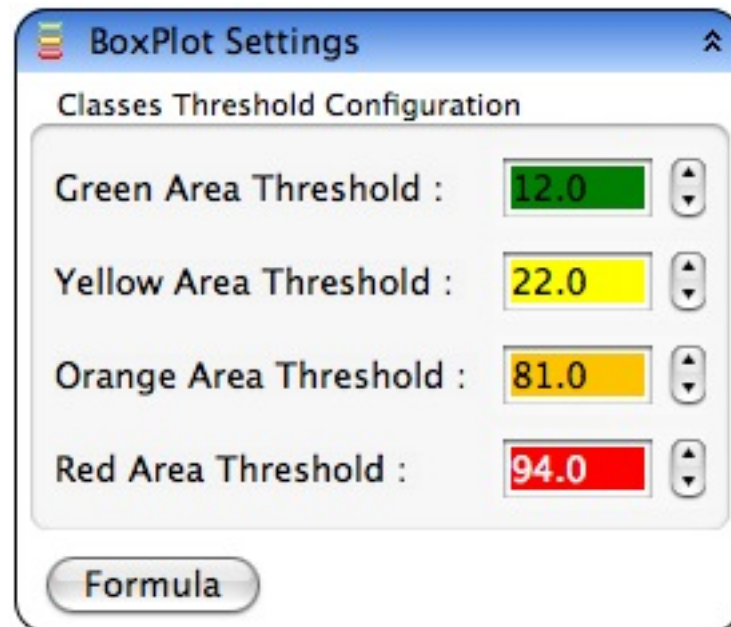 BoxPlot Settings
Classes Threshold Configuration
Green Area Threshold : 12.0
Yellow Area Threshold : 22.0
Orange Area Threshold : 81.0
Red Area Threshold : 94.0
Formula